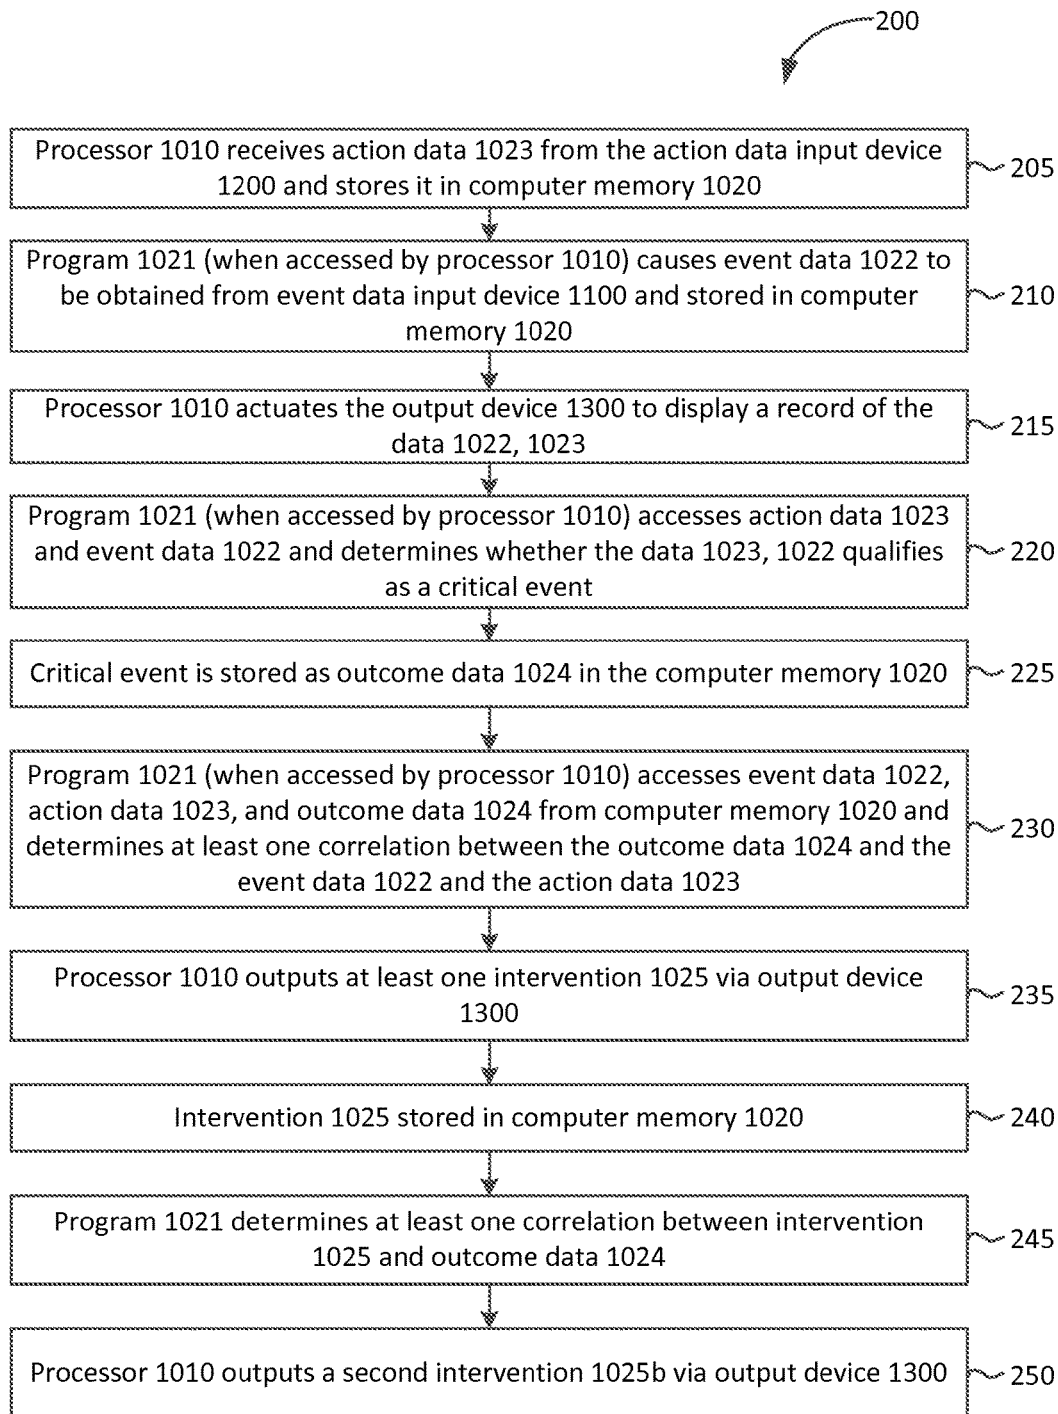 200
Processor 1010 receives action data 1023 from the action data input device
1200 and stores it in computer memory 1020
205
Program 1021 (when accessed by processor 1010) causes event data 1022 to
be obtained from event data input device 1100 and stored in computer
memory 1020
210
Processor 1010 actuates the output device 1300 to display a record of the
data 1022, 1023
215
Program 1021 (when accessed by processor 1010) accesses action data 1023
and event data 1022 and determines whether the data 1023, 1022 qualifies
as a critical event
220
Critical event is stored as outcome data 1024 in the computer memory 1020
225
Program 1021 (when accessed by processor 1010) accesses event data 1022,
action data 1023, and outcome data 1024 from computer memory 1020 and
determines at least one correlation between the outcome data 1024 and the
event data 1022 and the action data 1023
230
Processor 1010 outputs at least one intervention 1025 via output device
1300
235
Intervention 1025 stored in computer memory 1020
240
Program 1021 determines at least one correlation between intervention
1025 and outcome data 1024
245
Processor 1010 outputs a second intervention 1025b via output device 1300
250